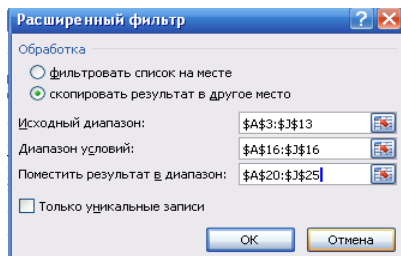 Расширенный фильтр
Обработка
фильтровать список на месте
скопировать результат в другое место
Исходный диапазон: $A$3:$J$13
Диапазон условий: $A$16:$J$16
Поместить результат в диапазон: $A$20:$J$25
Только уникальные записи
ОК Отмена